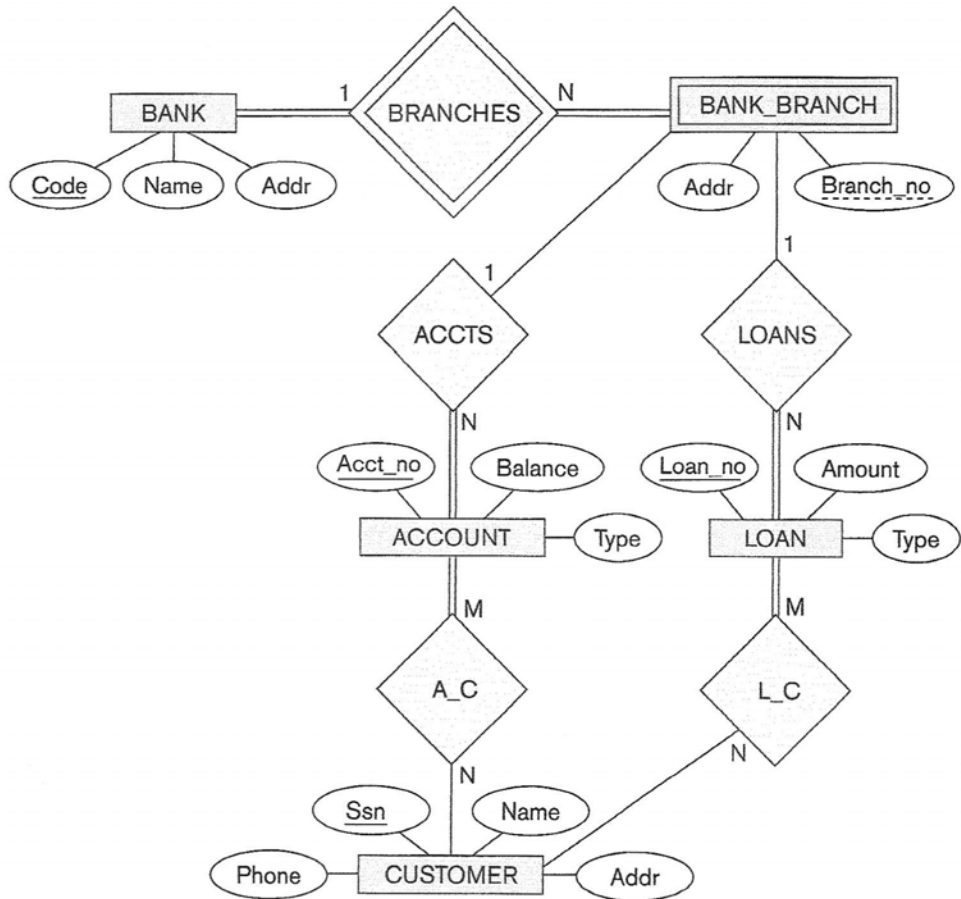 1
N
BANK
BRANCHES
BANK_BRANCH
Code
Name
Addr
Addr
Branch_no
1
1
ACCTS
LOANS
N
N
Acct_no
Balance
Loan_no
Amount
ACCOUNT
Type
LOAN
Type
M
M
A_C
L_C
N
N
Ssn
Name
Phone
CUSTOMER
Addr